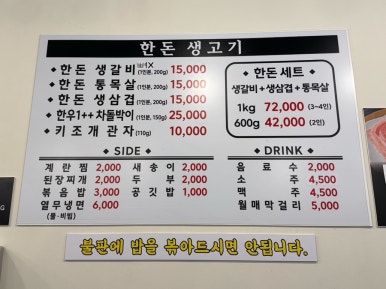 한돈 생고기
한돈 생갈비 (1인분, 200g) 15,000
한돈 통목살 (1인분, 200g) 15,000
한돈 생삼겹 (1인분, 200g) 15,000
한우1++차돌박이 (1인분, 150g) 25,000
키조개관자 (110g) 10,000
한돈세트
생갈비+생삼겹+통목살
1kg 72,000 (3~4인)
600g 42,000 (2인)
SIDE
계란찜 2,000 새송이 2,000
된장찌개 2,000 두부 2,000
볶음밥 3,000 공깃밥 1,000
열무냉면 6,000
(물·비빔)
DRINK
음료수 2,000
소주 4,500
맥주 4,500
월매막걸리 5,000
불판에 밥을 볶아드시면 안됩니다.